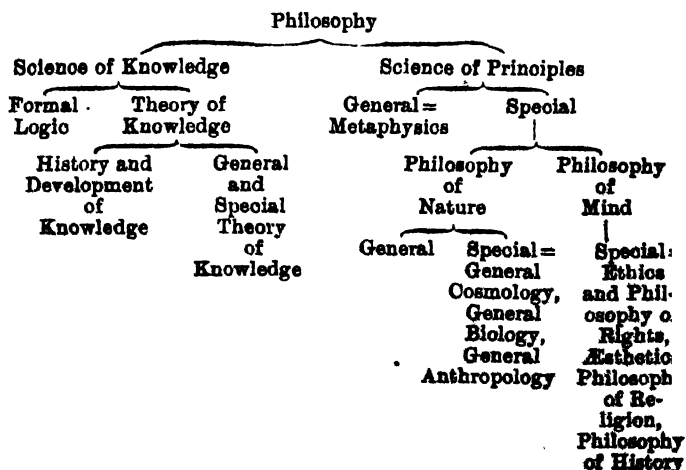 Philosophy
Science of Knowledge
Science of Principles
Formal
Logic
Theory of
Knowledge
General =
Metaphysics
Special
History and
Development
of
Knowledge
General
and
Special
Theory
of
Knowledge
Philosophy
of
Nature
Philosophy
of
Mind
General
Special =
General
Cosmology,
General
Biology,
General
Anthropology
Special:
Ethics
and Phil-
osophy o
Rights,
Æsthetic
Philosoph
of Re-
ligion,
Philosophy
of History